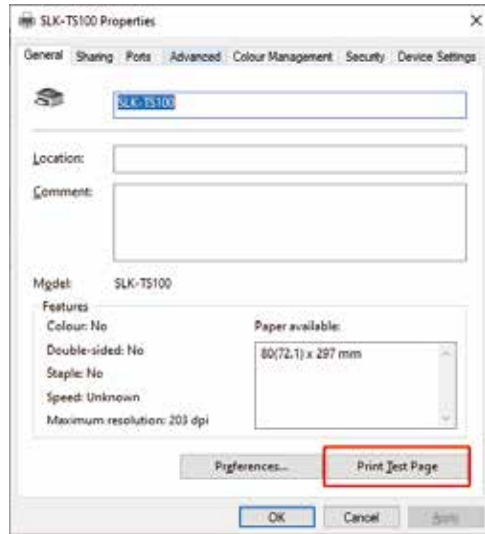 SLK-TS100 Properties
General Sharing Ports Advanced Colour Management Security Device Settings
SLK-TS100
Location:
Comment:
Model: SLK-TS100
Features
Colour: No
Paper available:
Double-sided: No
80(72.1) x 297 mm
Staple: No
Speed: Unknown
Maximum resolution: 203 dpi
Preferences...
Print Test Page
OK
Cancel
Apply